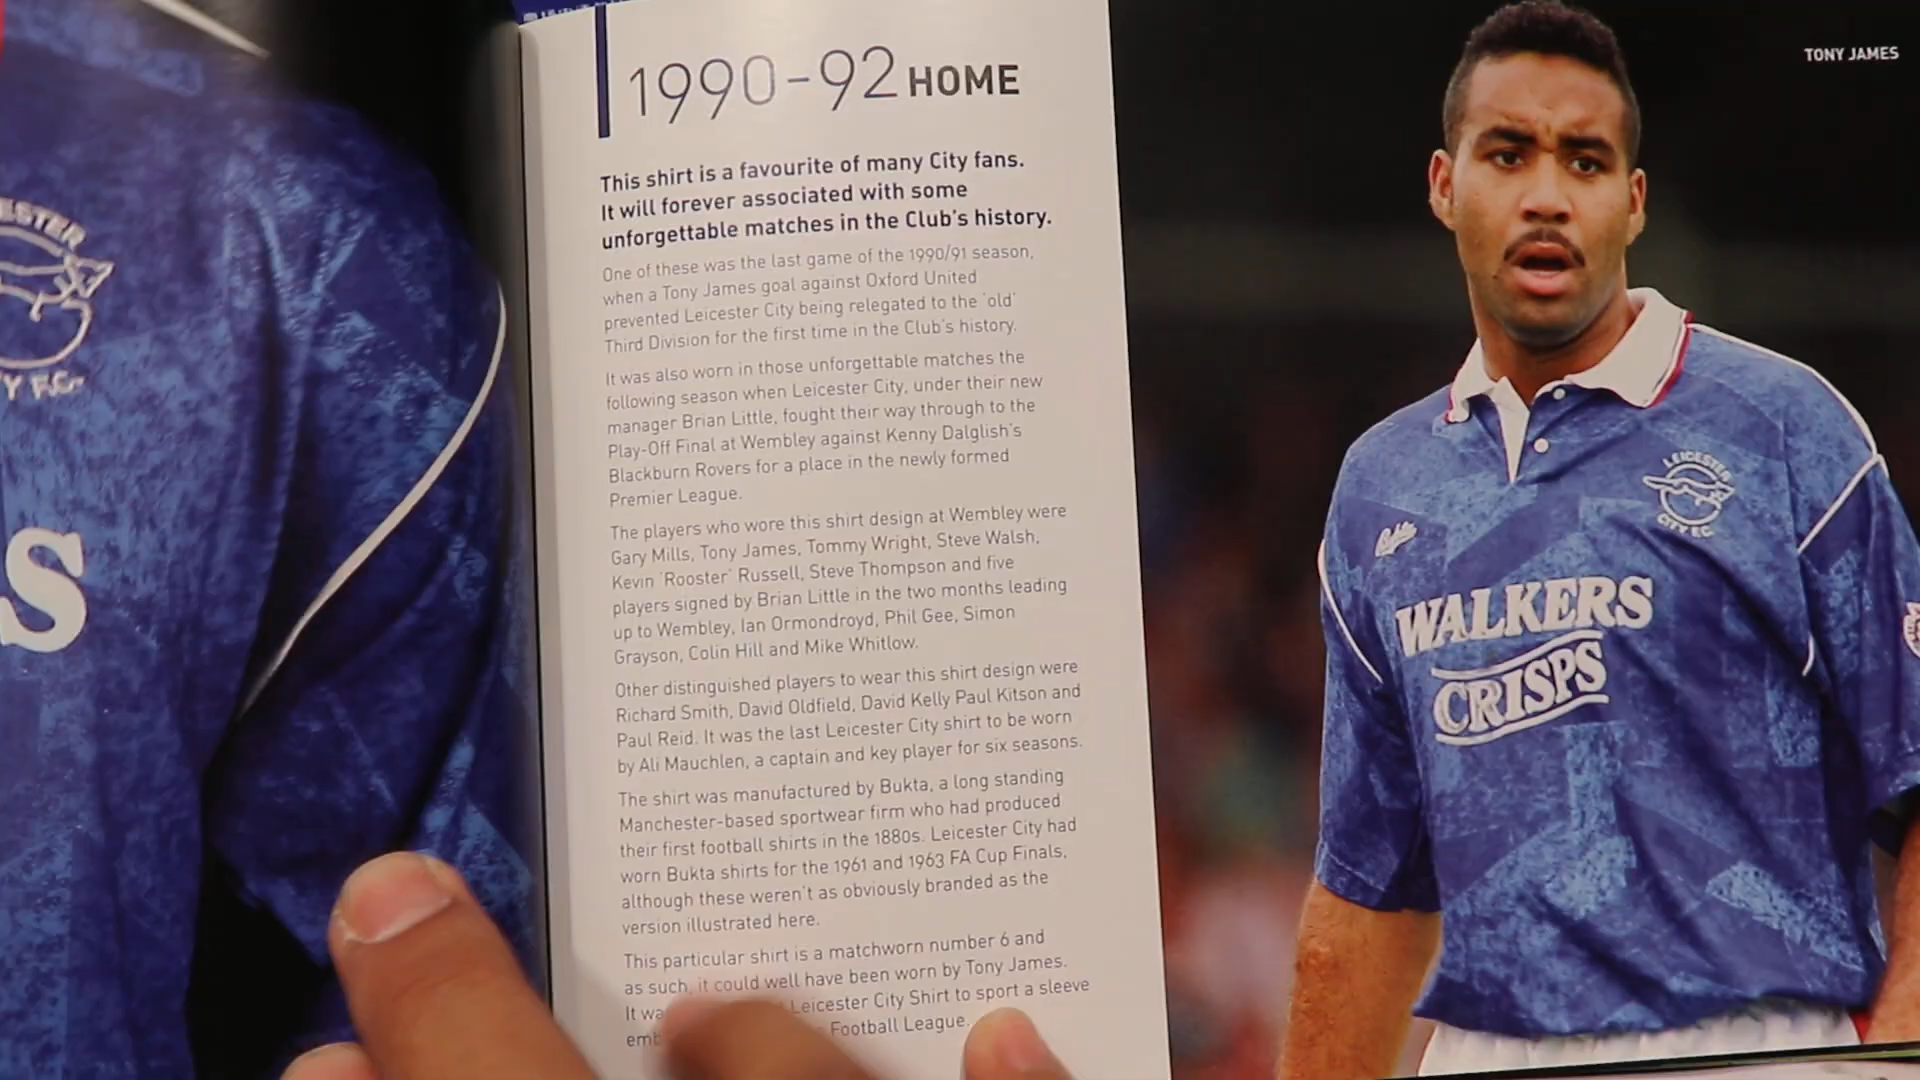 ESTER
Y F.C.
S
1990-92 HOME
This shirt is a favourite of many City fans.
It will forever associated with some
unforgettable matches in the Club's history.
One of these was the last game of the 1990/91 season,
when a Tony James goal against Oxford United
prevented Leicester City being relegated to the 'old'
Third Division for the first time in the Club's history.
It was also worn in those unforgettable matches the
following season when Leicester City, under their new
manager Brian Little, fought their way through to the
Play-Off Final at Wembley against Kenny Dalglish's
Blackburn Rovers for a place in the newly formed
Premier League.
The players who wore this shirt design at Wembley were
Gary Mills, Tony James, Tommy Wright, Steve Walsh,
Kevin 'Rooster' Russell, Steve Thompson and five
players signed by Brian Little in the two months leading
up to Wembley, Ian Ormondroyd, Phil Gee, Simon
Grayson, Colin Hill and Mike Whitlow.
Other distinguished players to wear this shirt design were
Richard Smith, David Oldfield, David Kelly Paul Kitson and
Paul Reid. It was the last Leicester City shirt to be worn
by Ali Mauchlen, a captain and key player for six seasons.
The shirt was manufactured by Bukta, a long standing
Manchester-based sportwear firm who had produced
their first football shirts in the 1880s. Leicester City had
worn Bukta shirts for the 1961 and 1963 FA Cup Finals,
although these weren't as obviously branded as the
version illustrated here.
This particular shirt is a matchworn number 6 and
as such, it could well have been worn by Tony James.
It wa Leicester City Shirt to sport a sleeve
emb Football League.
TONY JAMES
LEICESTER
CITY F.C.
Bukta
WALKERS
CRISPS